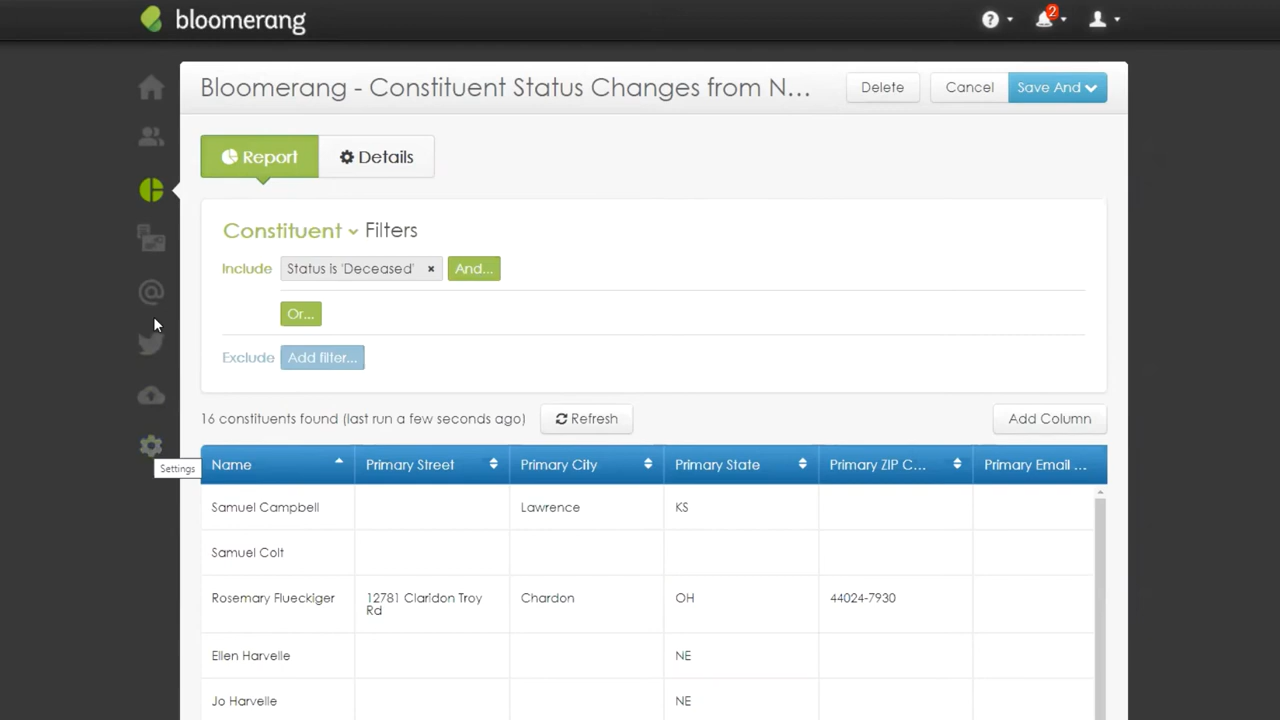 bloomerang
2
Bloomerang - Constituent Status Changes from N...
Delete
Cancel
Save And
Report
Details
Constituent Filters
Include Status is 'Deceased' × And...
Or...
Exclude Add filter...
16 constituents found (last run a few seconds ago)
Refresh
Add Column
Settings
Name Primary Street Primary City Primary State Primary ZIP C... Primary Email ...
Samuel Campbell Lawrence KS
Samuel Colt
Rosemary Flueckiger 12781 Claridon Troy Chardon OH 44024-7930
Rd
Ellen Harvelle NE
Jo Harvelle NE